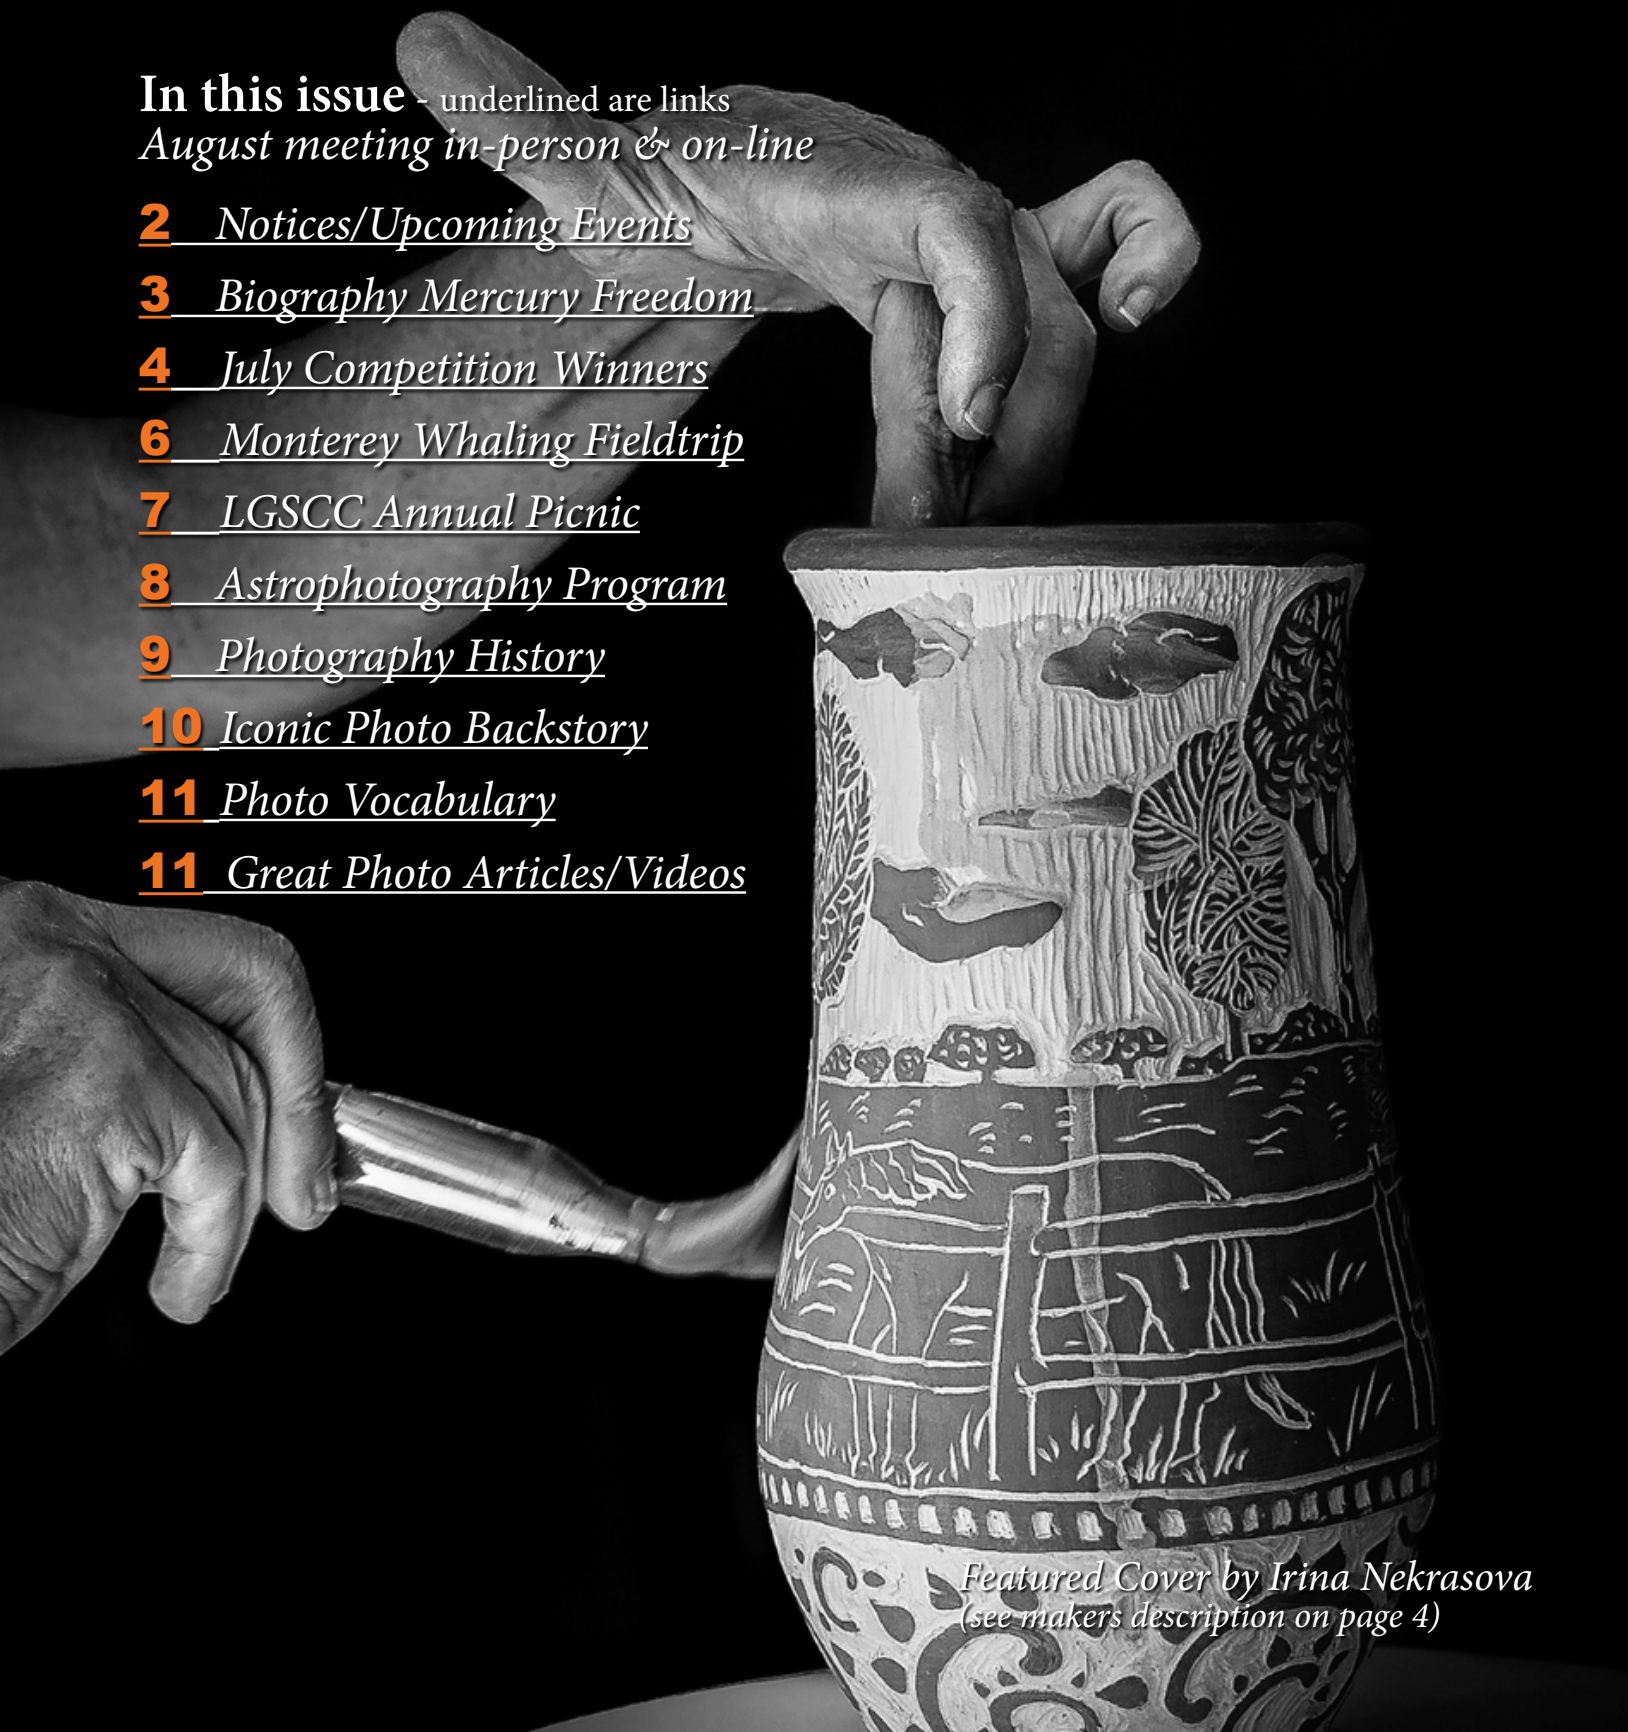 In this issue - underlined are links
August meeting in-person & on-line
2 Notices/Upcoming Events
3 Biography Mercury Freedom
4 July Competition Winners
6 Monterey Whaling Fieldtrip
7 LGSCC Annual Picnic
8 Astrophotography Program
9 Photography History
10 Iconic Photo Backstory
11 Photo Vocabulary
11 Great Photo Articles/Videos
Featured Cover by Irina Nekrasova
(see makers description on page 4)